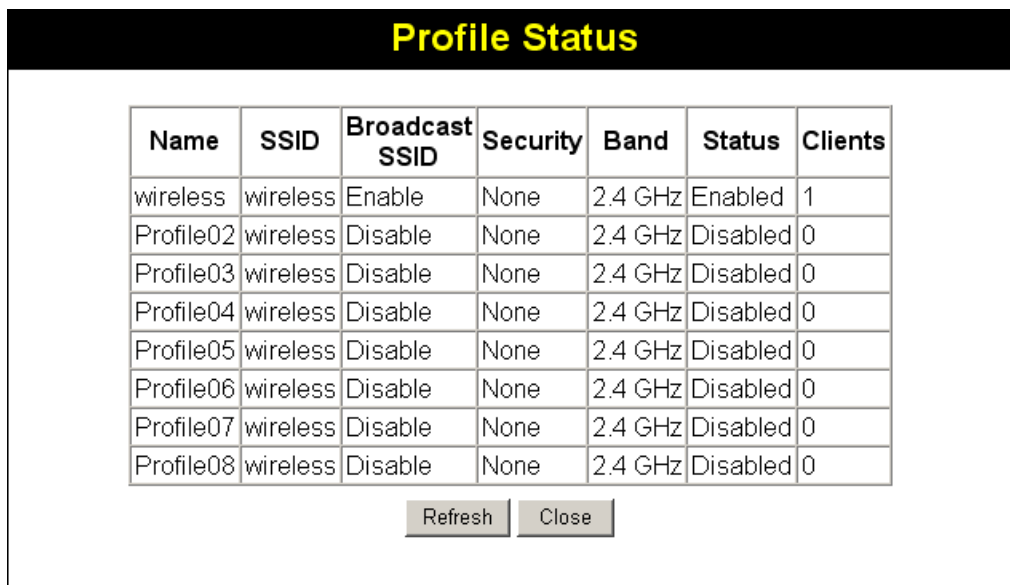 Profile Status
Name SSID Broadcast SSID Security Band Status Clients
wireless wireless Enable None 2.4 GHz Enabled 1
Profile02 wireless Disable None 2.4 GHz Disabled 0
Profile03 wireless Disable None 2.4 GHz Disabled 0
Profile04 wireless Disable None 2.4 GHz Disabled 0
Profile05 wireless Disable None 2.4 GHz Disabled 0
Profile06 wireless Disable None 2.4 GHz Disabled 0
Profile07 wireless Disable None 2.4 GHz Disabled 0
Profile08 wireless Disable None 2.4 GHz Disabled 0
Refresh Close